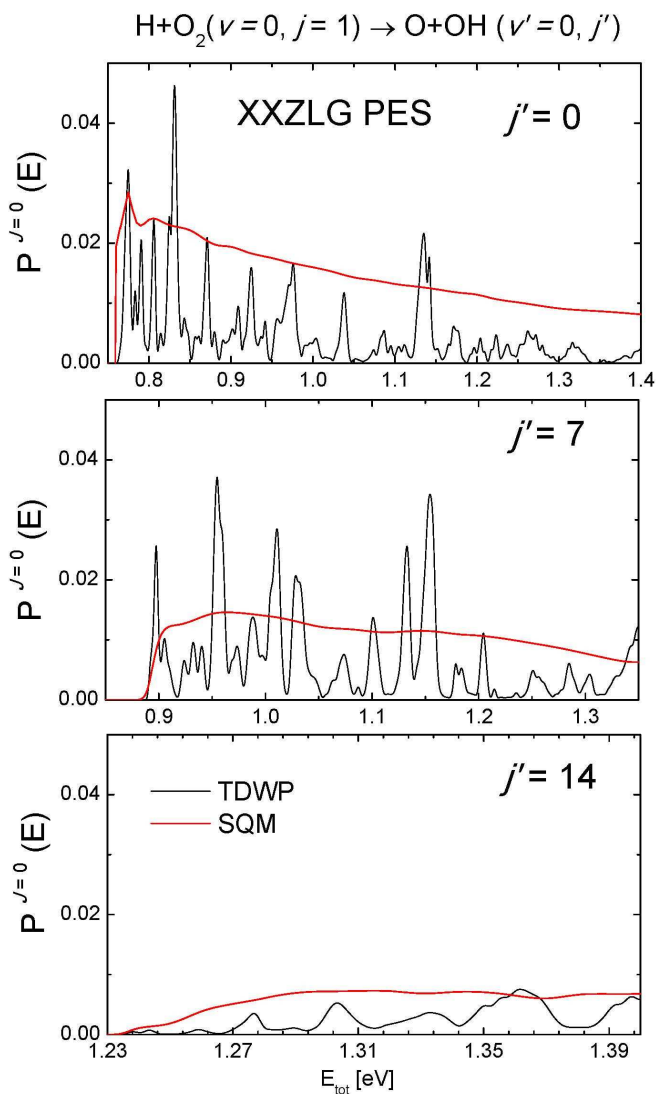 H+O₂(v=0, j=1) → O+OH (v'=0, j')
XXZLG PES
j'= 0
P^{J=0} (E)
0.04
0.02
0.00
0.8 0.9 1.0 1.1 1.2 1.3 1.4
j'= 7
P^{J=0} (E)
0.04
0.02
0.00
0.9 1.0 1.1 1.2 1.3
j'= 14
TDWP
SQM
P^{J=0} (E)
0.04
0.02
0.00
1.23 1.27 1.31 1.35 1.39
E_{tot} [eV]